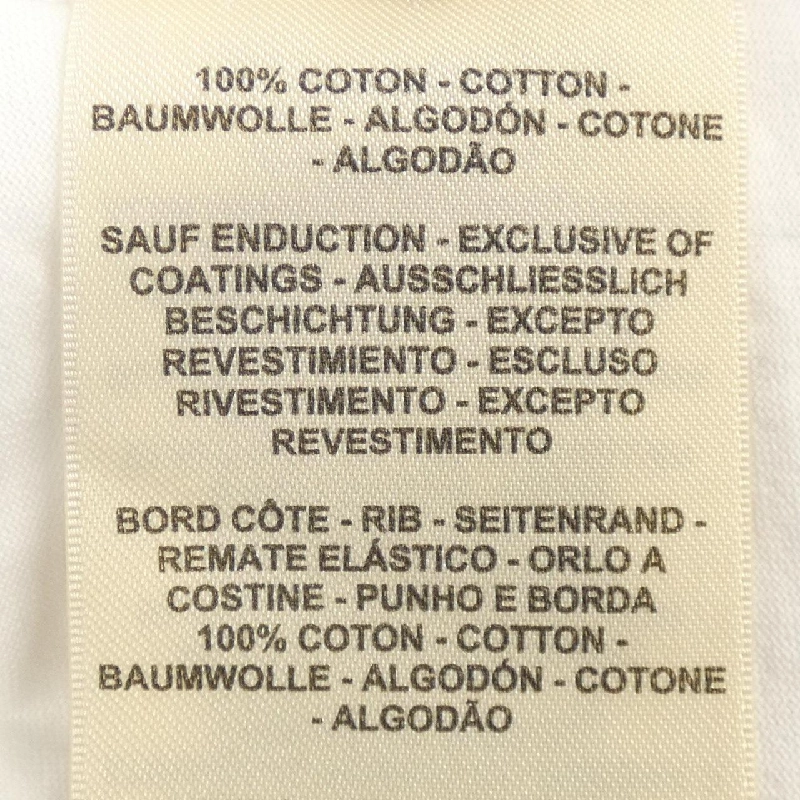 100% COTON - COTTON -
BAUMWOLLE - ALGODÓN - COTONE
- ALGODÃO
SAUF ENDUCTION - EXCLUSIVE OF
COATINGS - AUSSCHLIESSLICH
BESCHICHTUNG - EXCEPTO
REVESTIMIENTO - ESCLUSO
RIVESTIMENTO - EXCEPTO
REVESTIMENTO
BORD CÔTE - RIB - SEITENRAND -
REMATE ELÁSTICO - ORLO A
COSTINE - PUNHO E BORDA
100% COTON - COTTON -
BAUMWOLLE - ALGODÓN - COTONE
- ALGODÃO